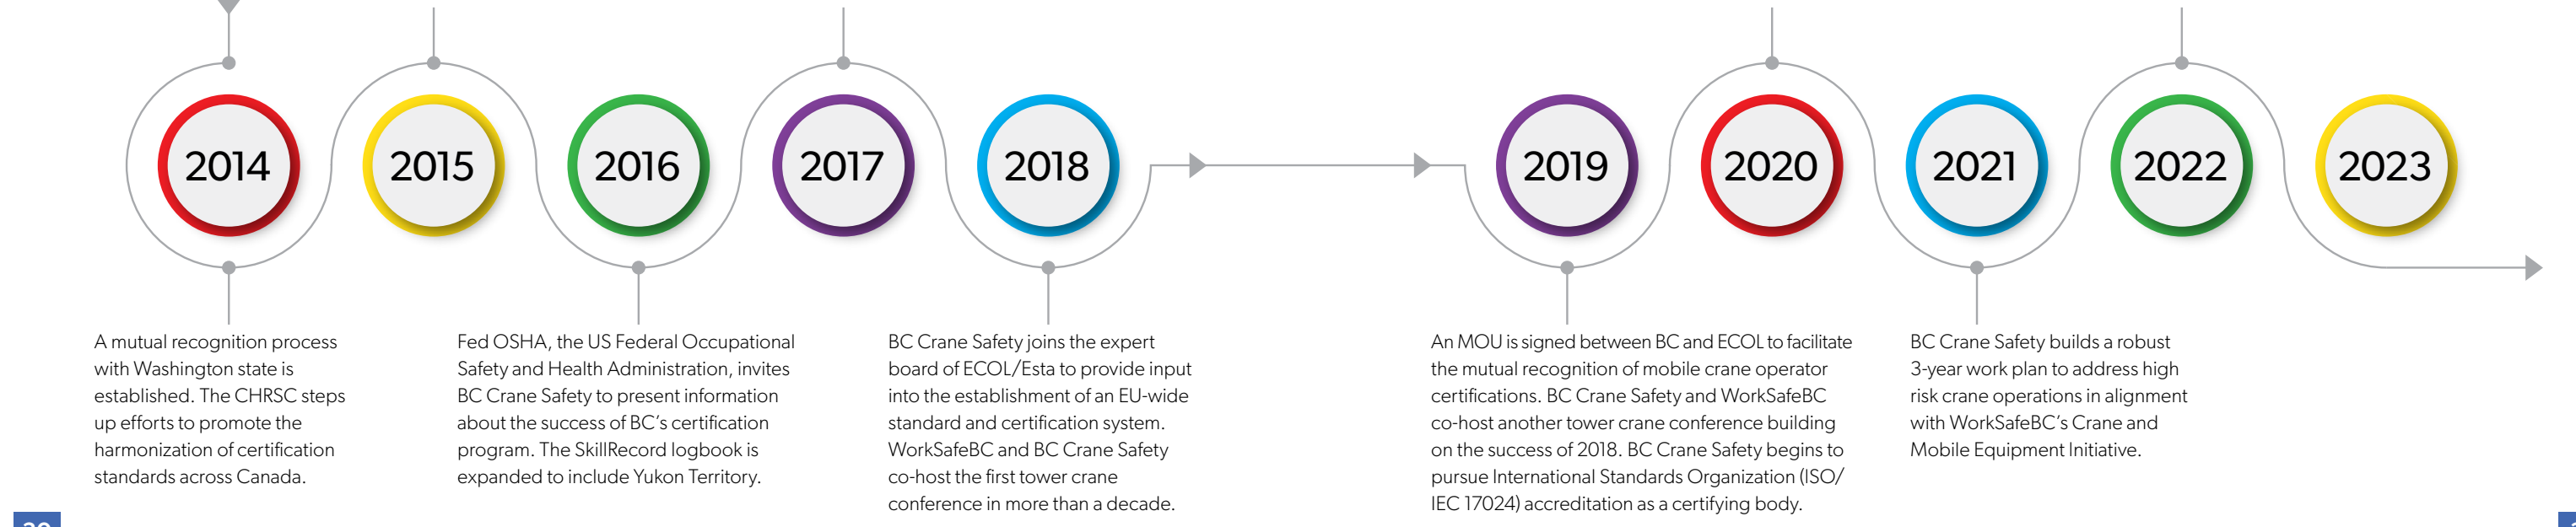 2014
2015
2016
2017
2018
2019
2020
2021
2022
2023
A mutual recognition process
with Washington state is
established. The CHRSC steps
up efforts to promote the
harmonization of certification
standards across Canada.
Fed OSHA, the US Federal Occupational
Safety and Health Administration, invites
BC Crane Safety to present information
about the success of BC’s certification
program. The SkillRecord logbook is
expanded to include Yukon Territory.
BC Crane Safety joins the expert
board of ECOL/Esta to provide input
into the establishment of an EU-wide
standard and certification system.
WorkSafeBC and BC Crane Safety
co-host the first tower crane
conference in more than a decade.
An MOU is signed between BC and ECOL to facilitate
the mutual recognition of mobile crane operator
certifications. BC Crane Safety and WorkSafeBC
co-host another tower crane conference building
on the success of 2018. BC Crane Safety begins to
pursue International Standards Organization (ISO/
IEC 17024) accreditation as a certifying body.
BC Crane Safety builds a robust
3-year work plan to address high
risk crane operations in alignment
with WorkSafeBC’s Crane and
Mobile Equipment Initiative.